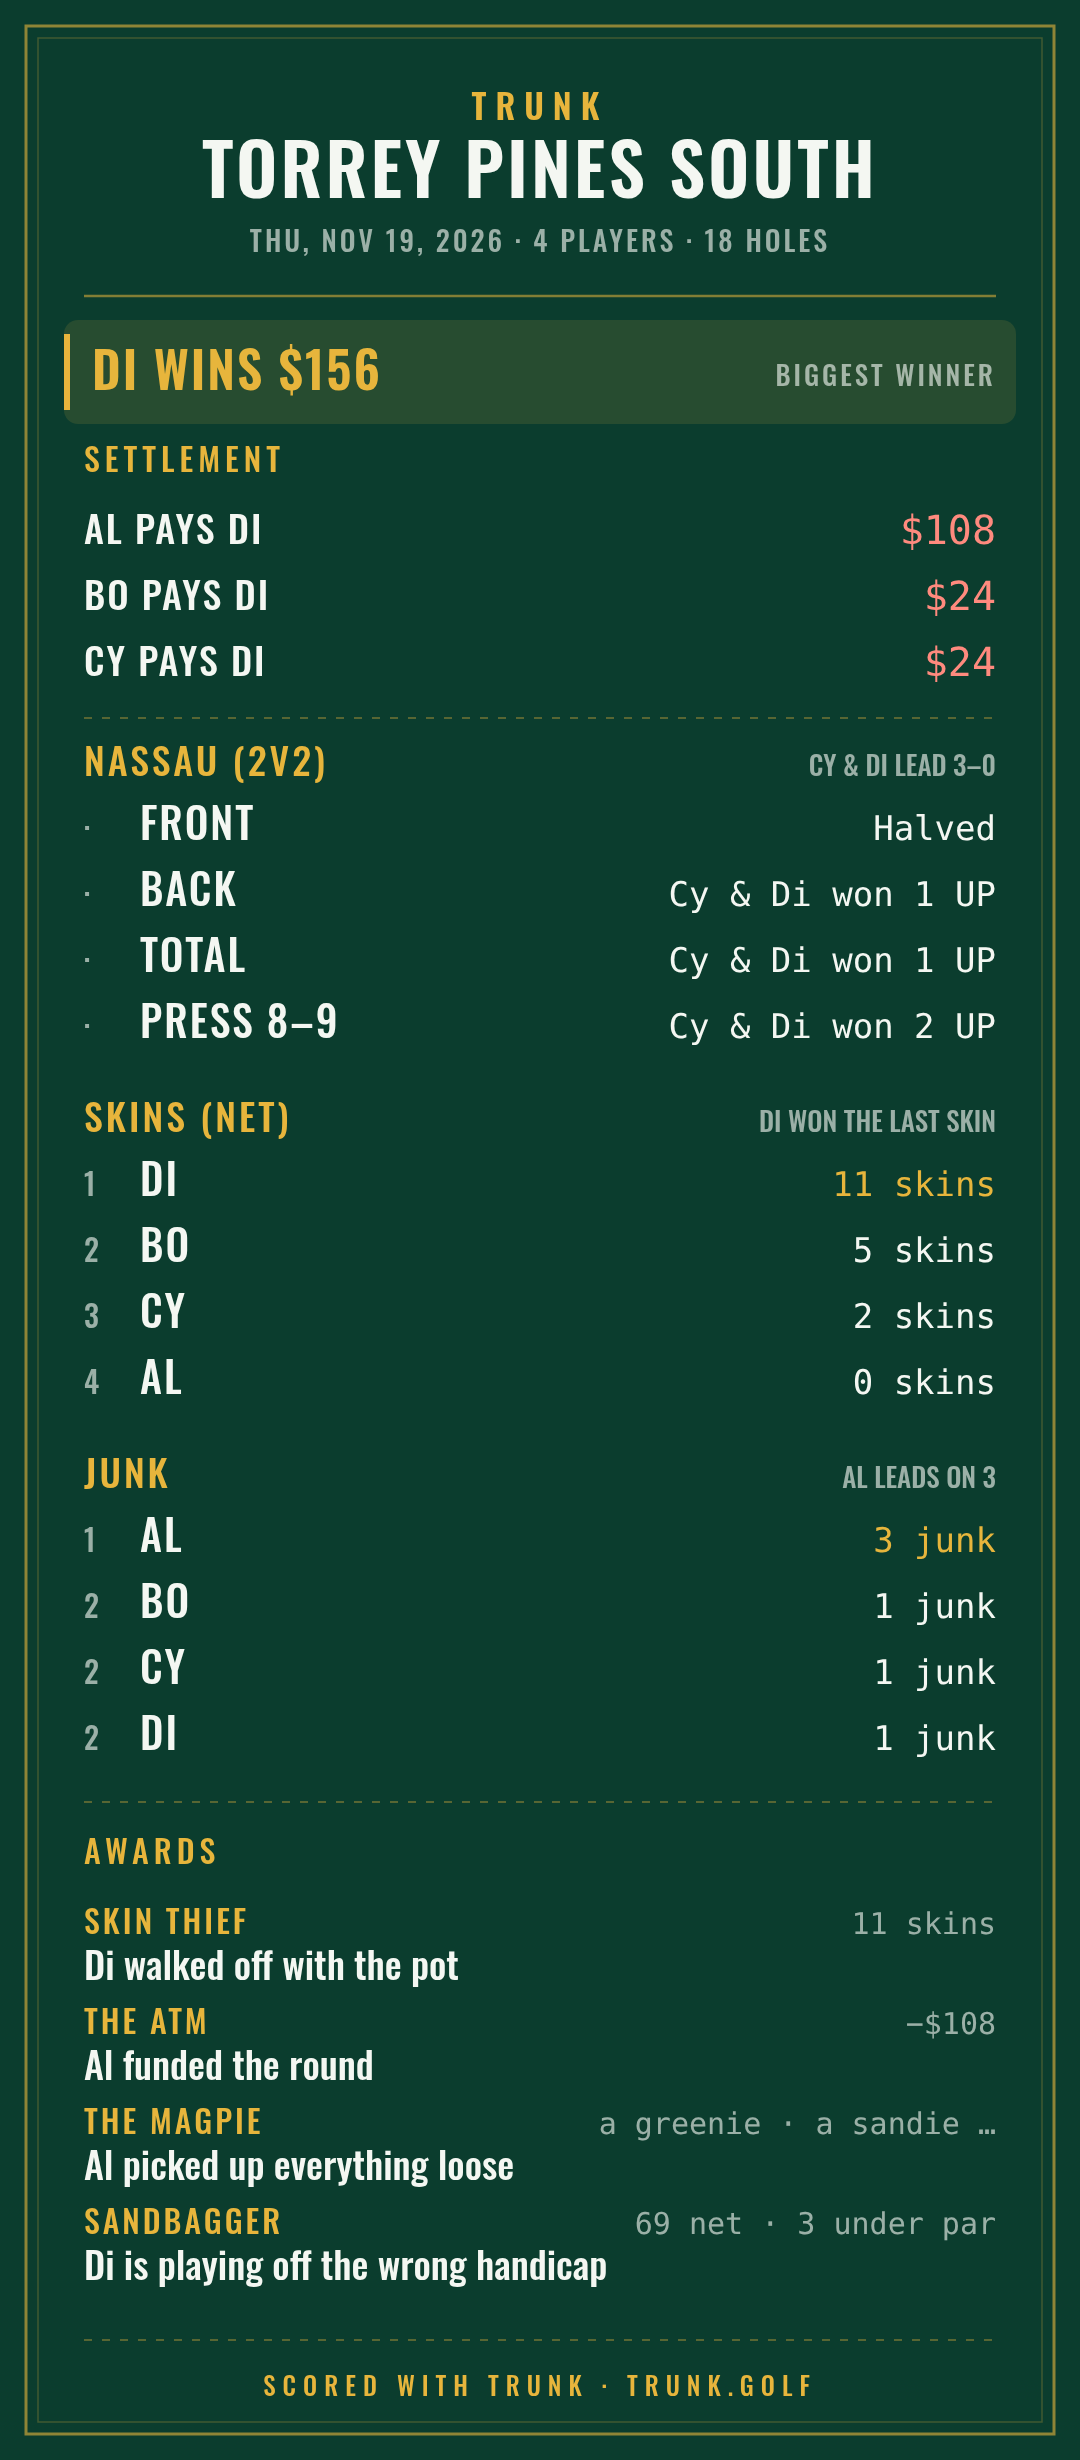 TRUNK
TORREY PINES SOUTH
THU, NOV 19, 2026 · 4 PLAYERS · 18 HOLES
DI WINS $156 BIGGEST WINNER
SETTLEMENT
AL PAYS DI $108
BO PAYS DI $24
CY PAYS DI $24
NASSAU (2V2) CY & DI LEAD 3–0
· FRONT Halved
· BACK Cy & Di won 1 UP
· TOTAL Cy & Di won 1 UP
· PRESS 8–9 Cy & Di won 2 UP
SKINS (NET) DI WON THE LAST SKIN
1 DI 11 skins
2 BO 5 skins
3 CY 2 skins
4 AL 0 skins
JUNK AL LEADS ON 3
1 AL 3 junk
2 BO 1 junk
2 CY 1 junk
2 DI 1 junk
AWARDS
SKIN THIEF 11 skins
Di walked off with the pot
THE ATM −$108
Al funded the round
THE MAGPIE a greenie · a sandie …
Al picked up everything loose
SANDBAGGER 69 net · 3 under par
Di is playing off the wrong handicap
SCORED WITH TRUNK · TRUNK.GOLF